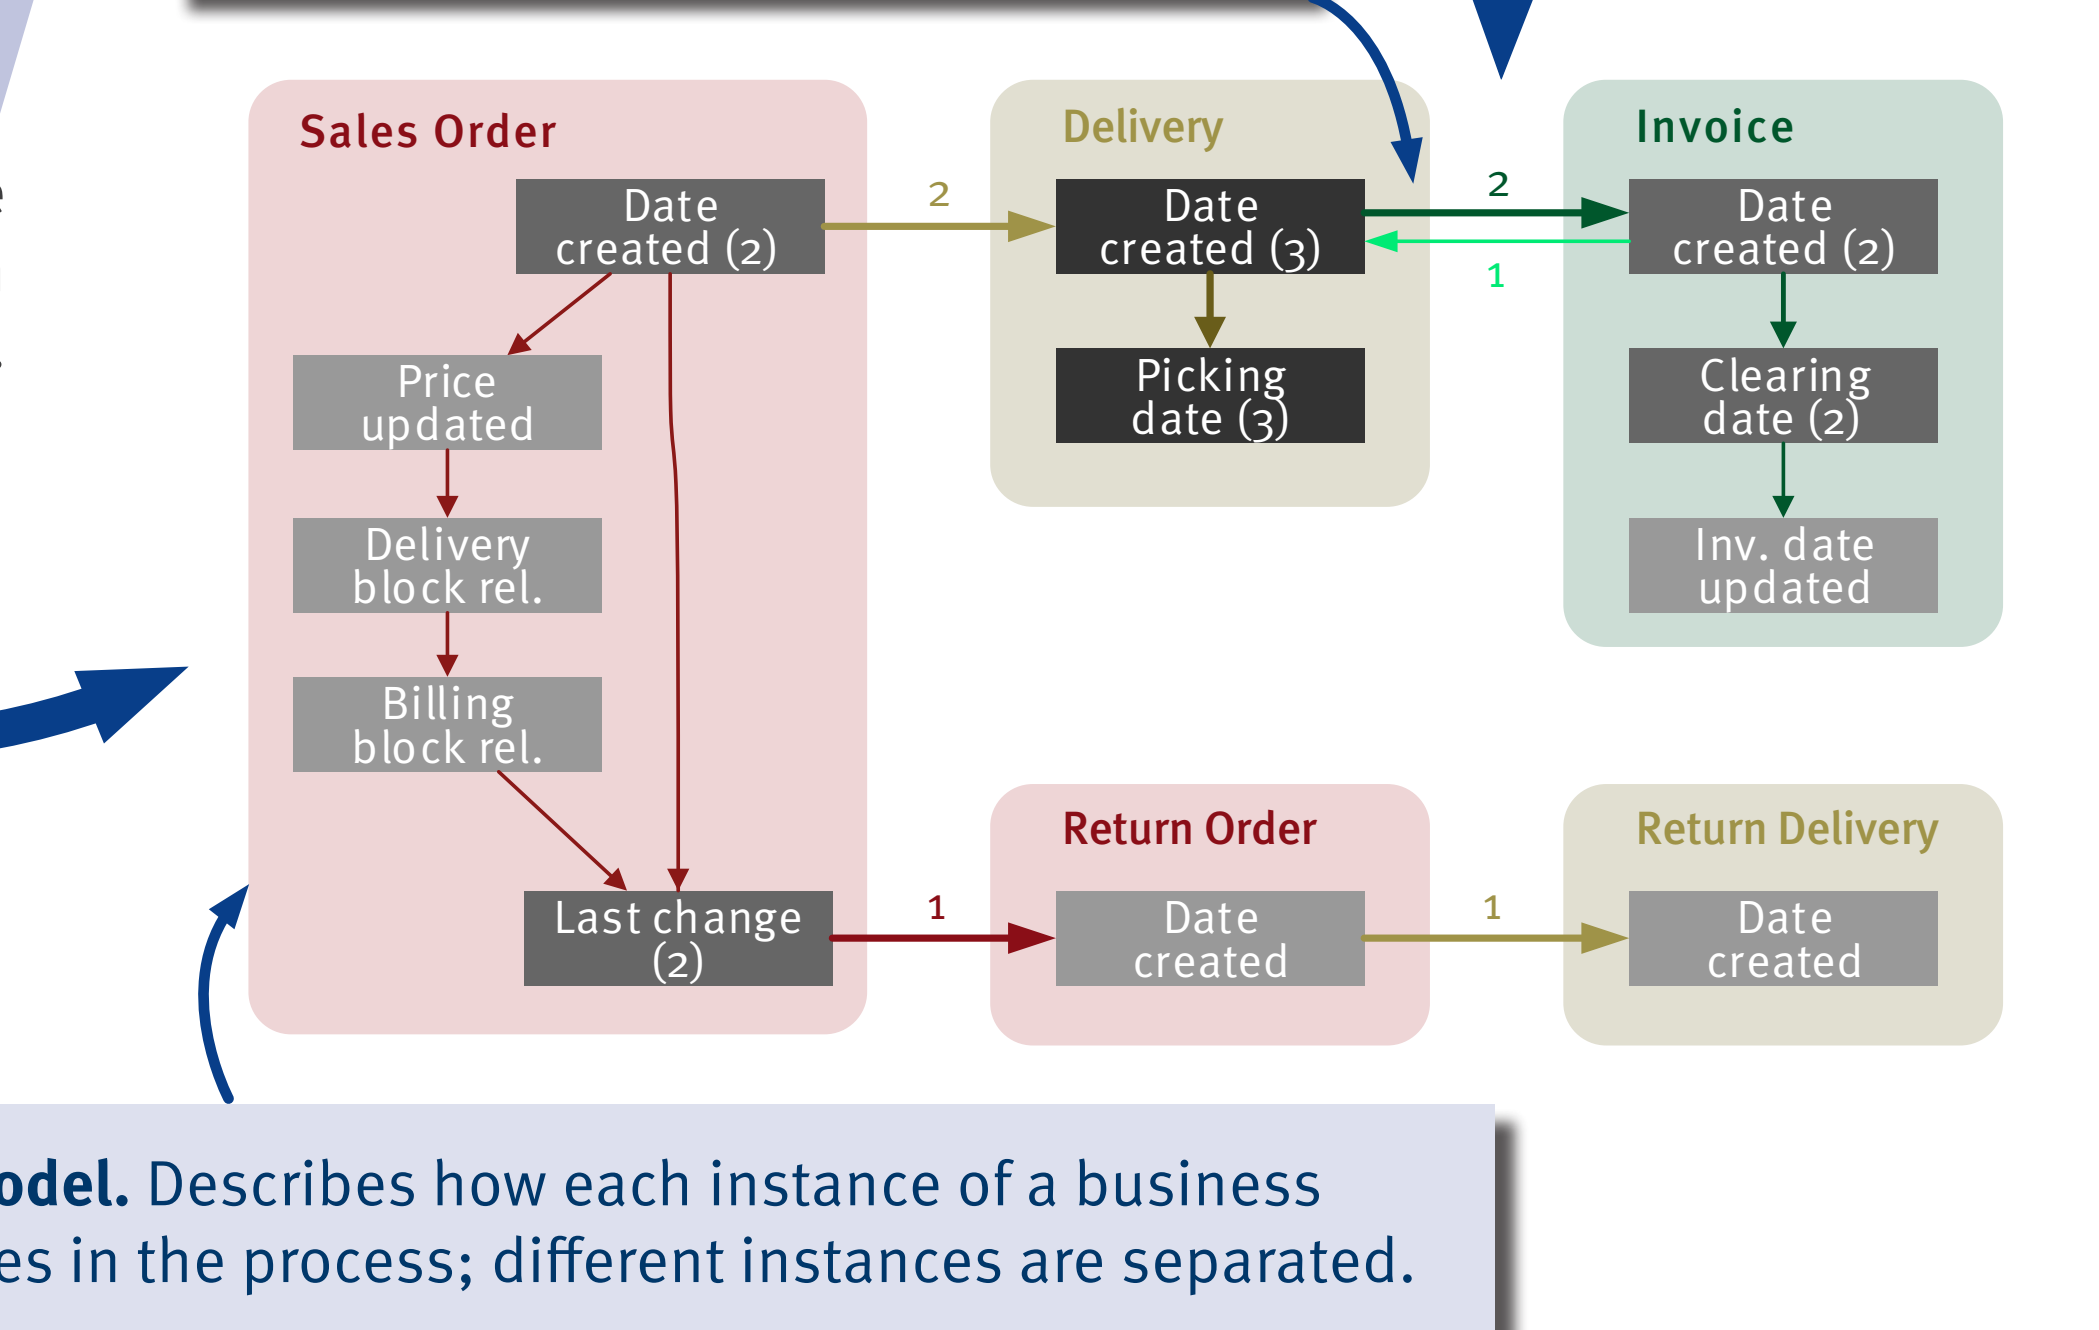 Sales Order
Date
created (2)
Price
updated
Delivery
block rel.
Billing
block rel.
Last change
(2)
2
Delivery
Date
created (3)
Picking
date (3)
2
1
Invoice
Date
created (2)
Clearing
date (2)
Inv. date
updated
1
Return Order
Date
created
1
Return Delivery
Date
created
odel. Describes how each instance of a business
es in the process; different instances are separated.